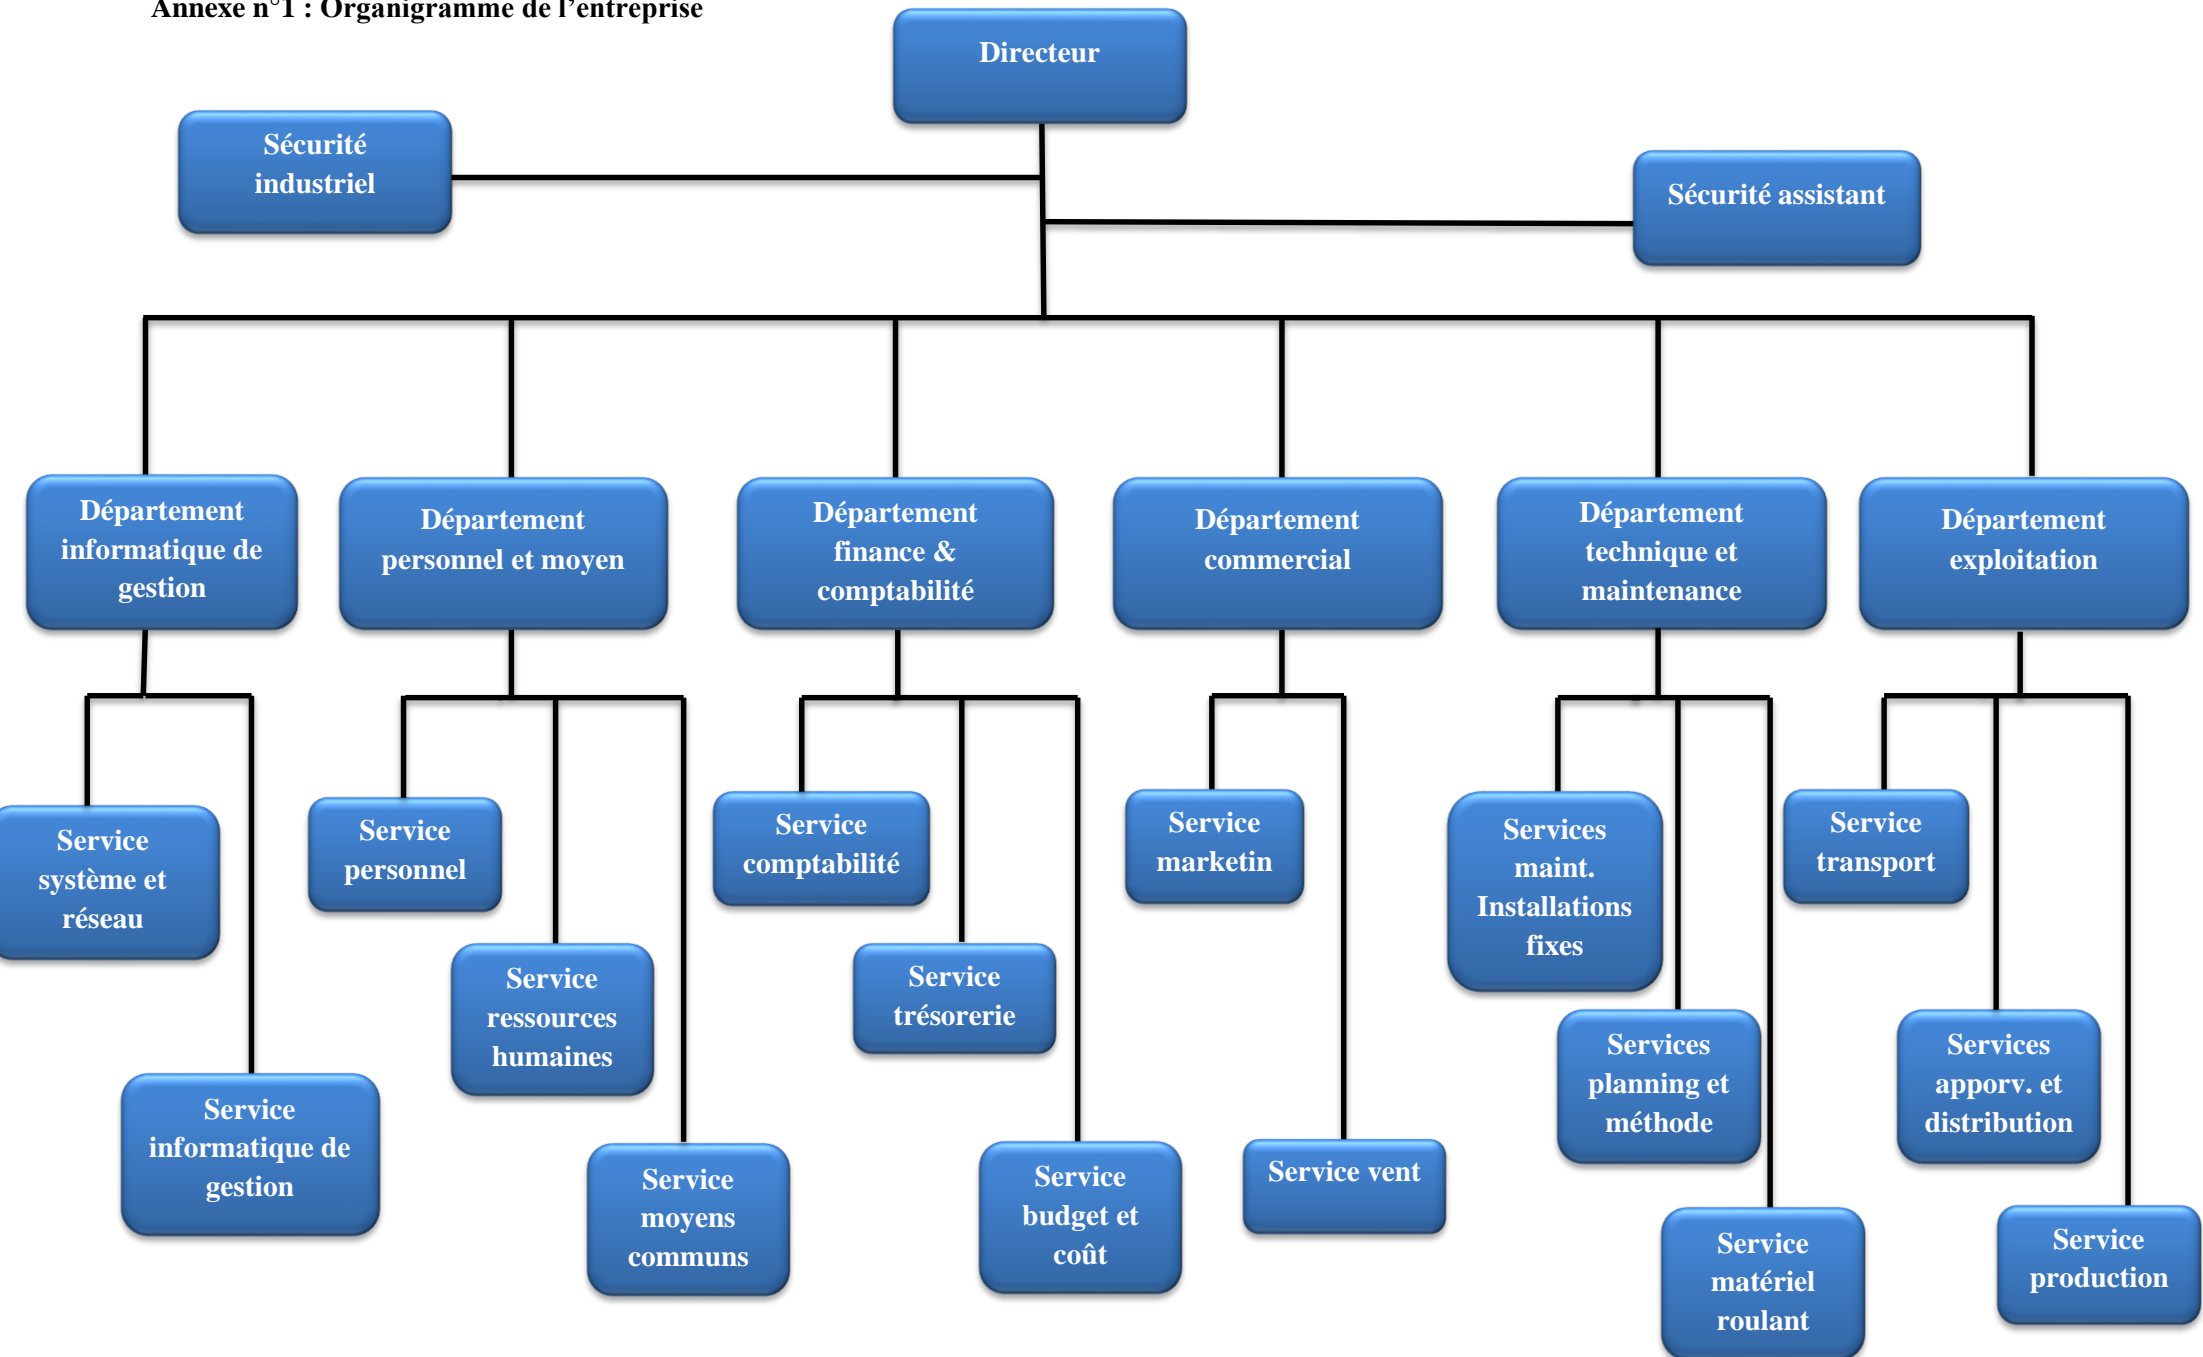 Annexe n°1 : Organigramme de l'entreprise
Directeur
Sécurité
industriel
Sécurité assistant
Département
informatique de
gestion
Département
personnel et moyen
Département
finance &
comptabilité
Département
commercial
Département
technique et
maintenance
Département
exploitation
Service
système et
réseau
Service
informatique de
gestion
Service
personnel
Service
ressources
humaines
Service
moyens
communs
Service
comptabilité
Service
trésorerie
Service
budget et
coût
Service
marketin
Service vent
Services
maint.
Installations
fixes
Services
planning et
méthode
Service
matériel
roulant
Service
transport
Services
apporv. et
distribution
Service
production